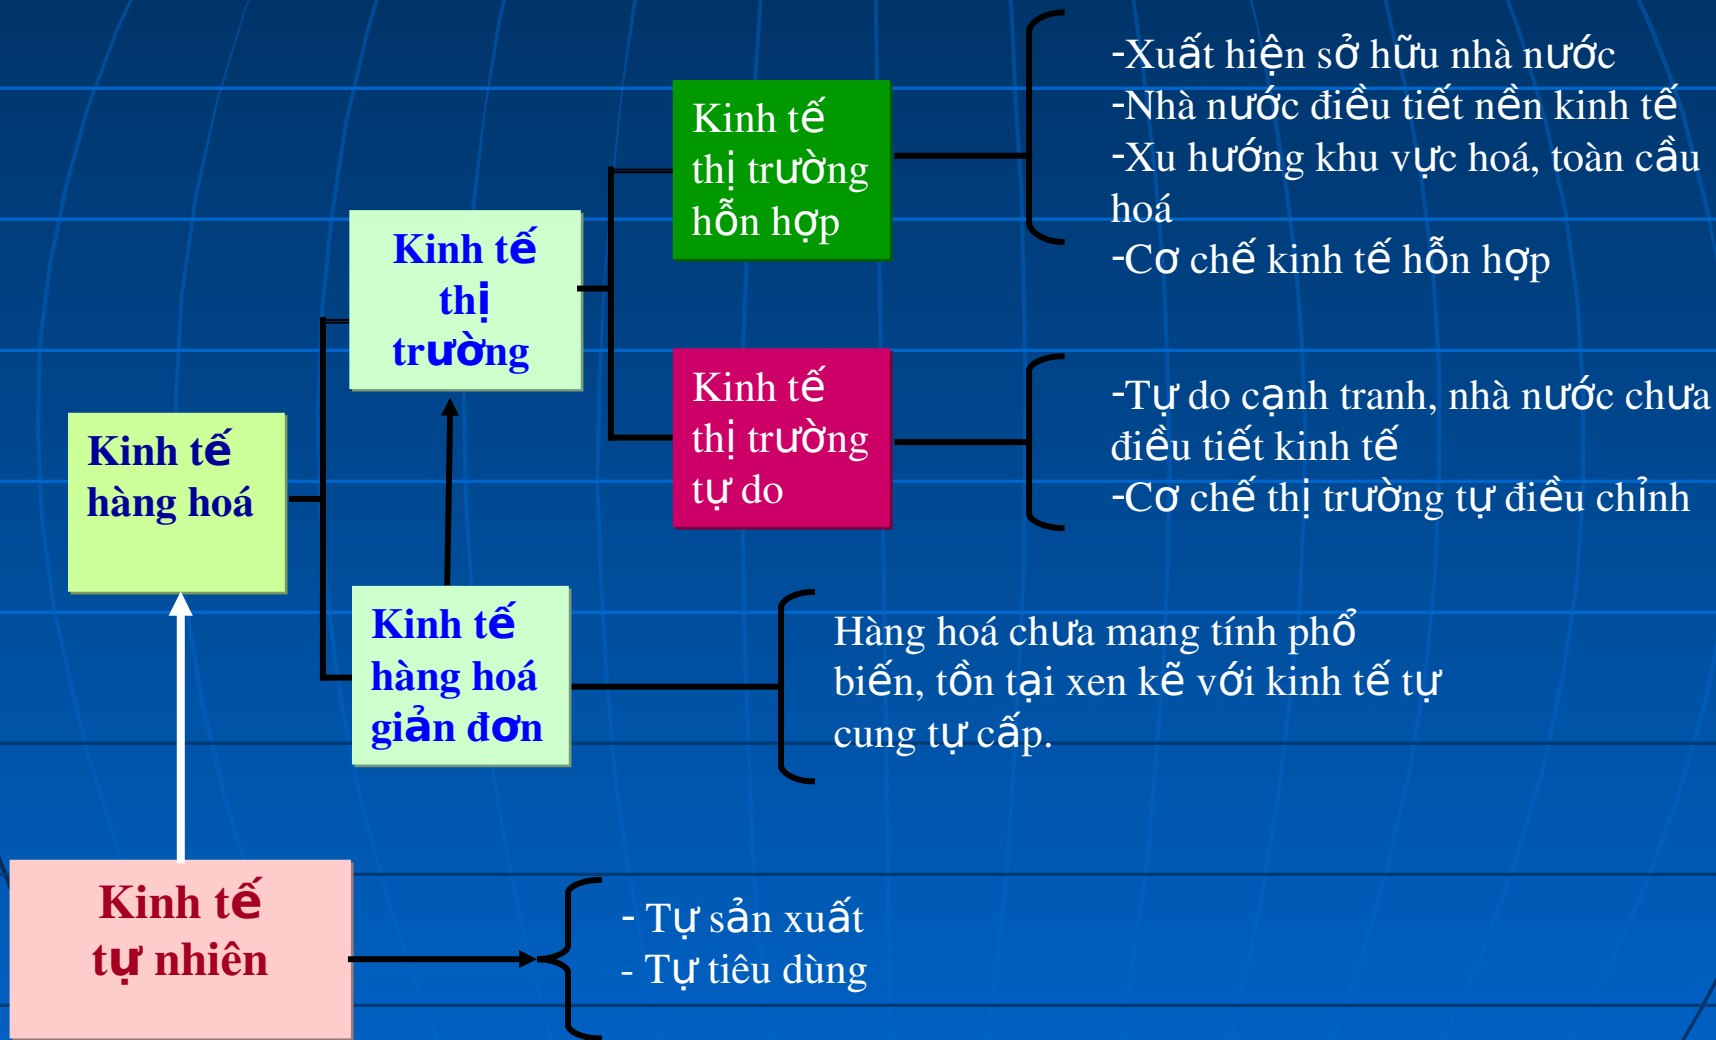 -Xuất hiện sở hữu nhà nước
-Nhà nước điều tiết nền kinh tế
-Xu hướng khu vực hoá, toàn cầu
hoá
-Cơ chế kinh tế hỗn hợp
Kinh tế
thị trường
hỗn hợp
Kinh tế
thị
trường
Kinh tế
thị trường
tự do
-Tự do cạnh tranh, nhà nước chưa
điều tiết kinh tế
-Cơ chế thị trường tự điều chỉnh
Kinh tế
hàng hoá
Kinh tế
hàng hoá
giản đơn
Hàng hoá chưa mang tính phổ
biến, tồn tại xen kẽ với kinh tế tự
cung tự cấp.
Kinh tế
tự nhiên
- Tự sản xuất
- Tự tiêu dùng